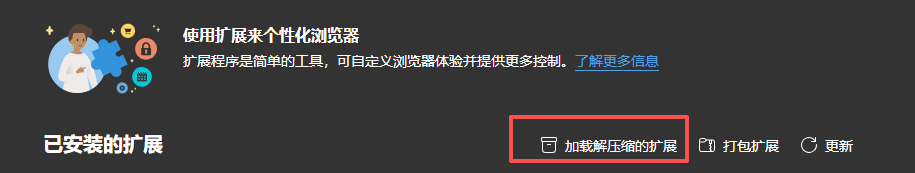 使用扩展来个性化浏览器
扩展程序是简单的工具，可自定义浏览器体验并提供更多控制。了解更多信息
已安装的扩展 加载解压缩的扩展 打包扩展 更新